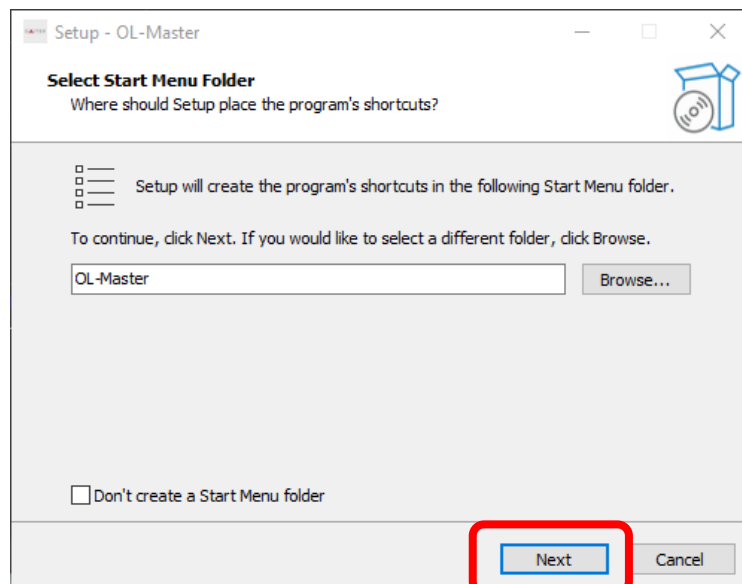 Setup - OL-Master
Select Start Menu Folder
Where should Setup place the program's shortcuts?
Setup will create the program's shortcuts in the following Start Menu folder.
To continue, click Next. If you would like to select a different folder, click Browse.
OL-Master
Browse...
Don't create a Start Menu folder
Next
Cancel